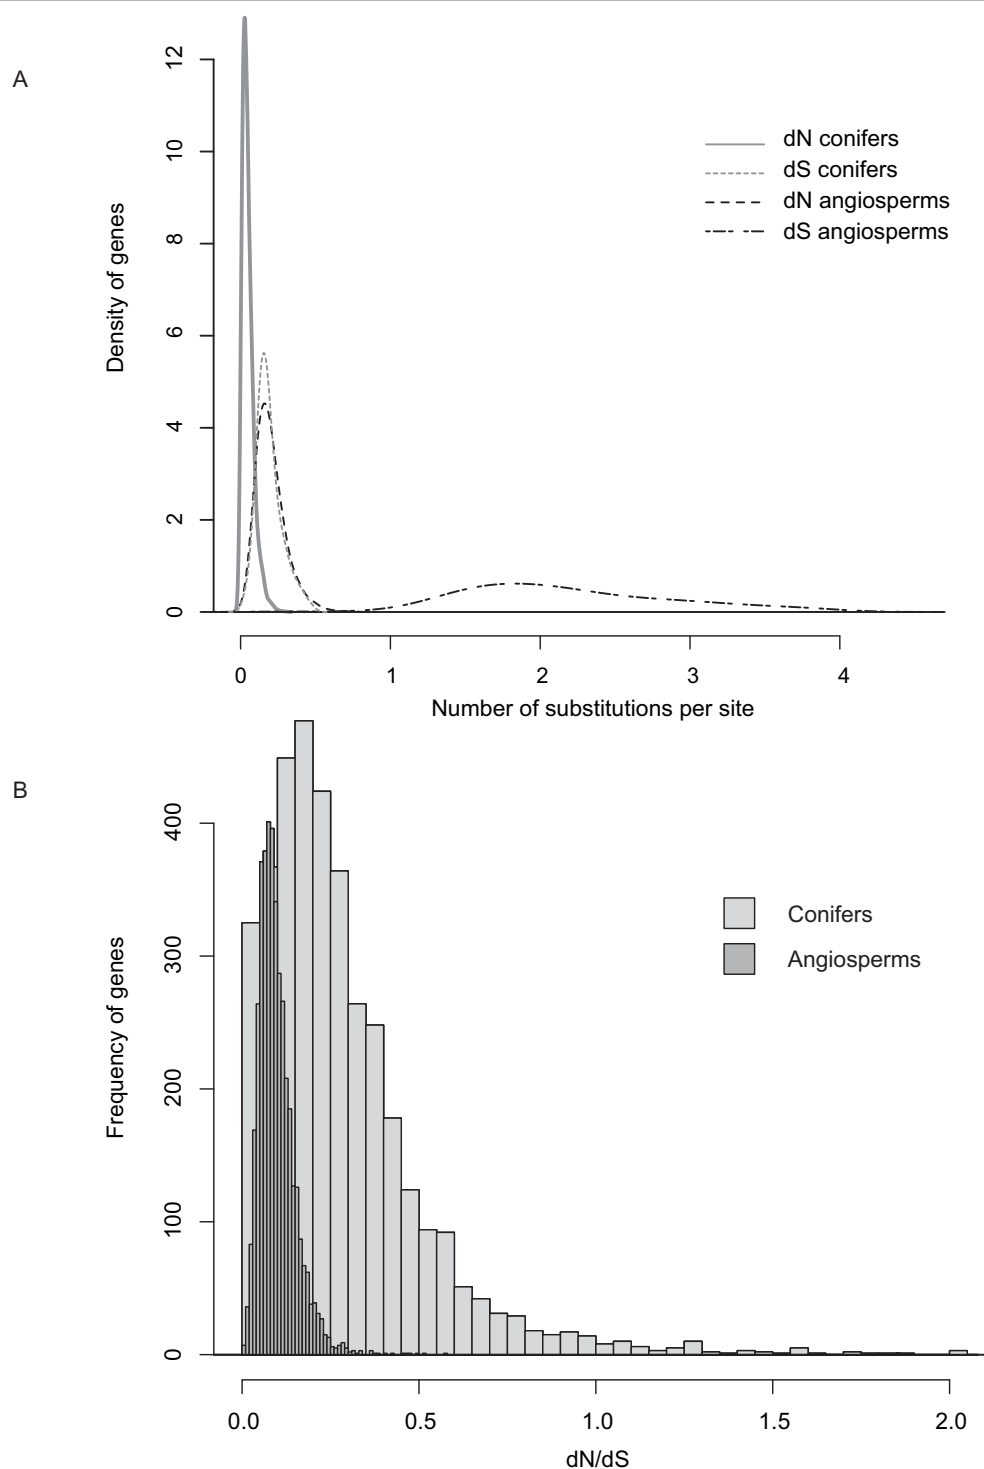 A
12
10
8
6
4
2
0
Density of genes
dN conifers
dS conifers
dN angiosperms
dS angiosperms
0 1 2 3 4
Number of substitutions per site
B
400
300
200
100
0
Frequency of genes
Conifers
Angiosperms
0.0 0.5 1.0 1.5 2.0
dN/dS